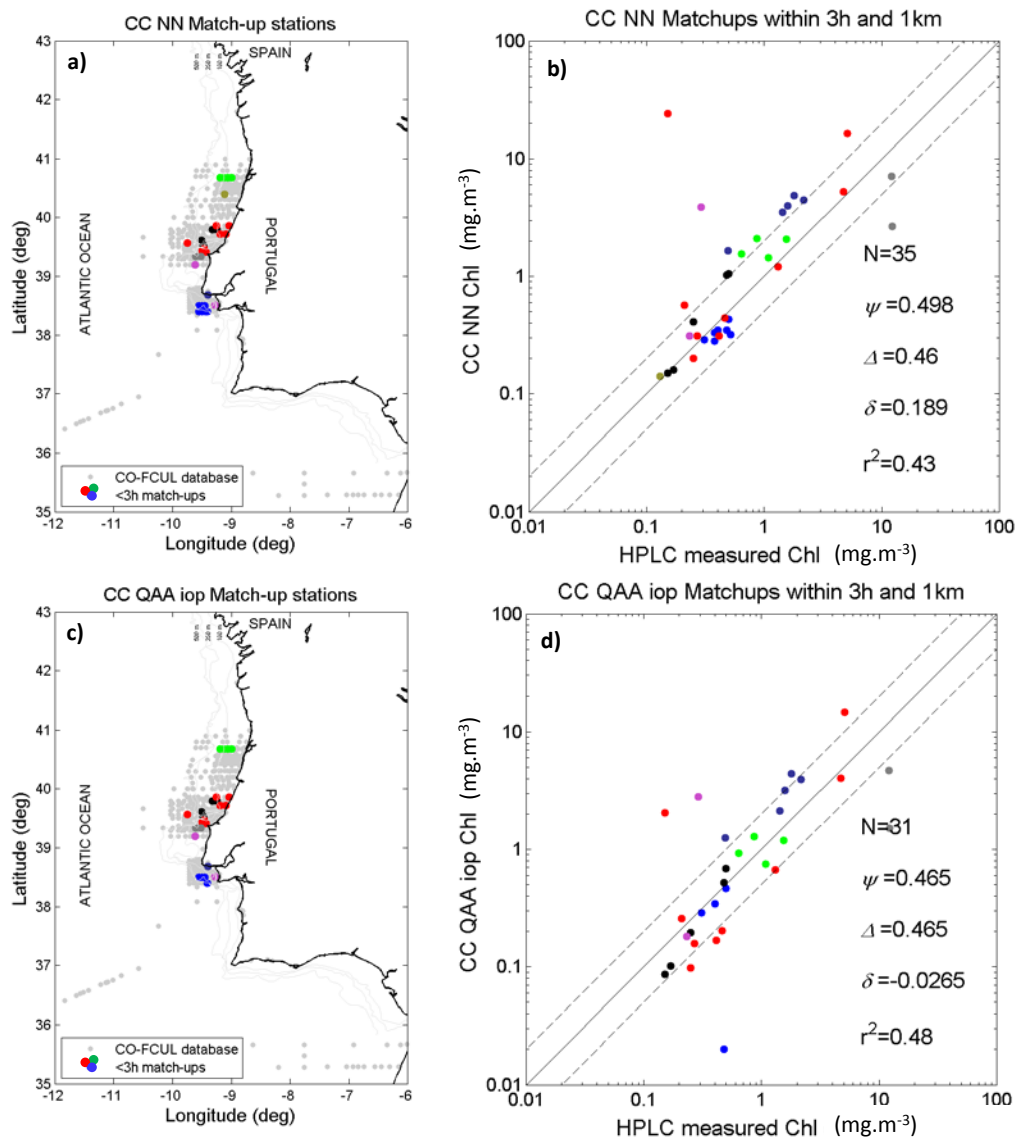 CC NN Match-up stations
a)
SPAIN
500 m
200 m
100 m
43
42
41
40
39
38
37
36
35
Latitude (deg)
ATLANTIC OCEAN
PORTUGAL
CO-FCUL database
<3h match-ups
-12 -11 -10 -9 -8 -7 -6
Longitude (deg)
CC NN Matchups within 3h and 1km
b)
100
10
1
0.1
0.01
CC NN Chl (mg.m-3)
N=35
ψ=0.498
Δ=0.46
δ=0.189
r²=0.43
0.01 0.1 1 10 100
HPLC measured Chl (mg.m-3)
CC QAA iop Match-up stations
c)
SPAIN
43
42
41
40
39
38
37
36
35
Latitude (deg)
ATLANTIC OCEAN
PORTUGAL
CO-FCUL database
<3h match-ups
-12 -11 -10 -9 -8 -7 -6
Longitude (deg)
CC QAA iop Matchups within 3h and 1km
d)
100
10
1
0.1
0.01
CC QAA iop Chl (mg.m-3)
N=31
ψ=0.465
Δ=0.465
δ=-0.0265
r²=0.48
0.01 0.1 1 10 100
HPLC measured Chl (mg.m-3)